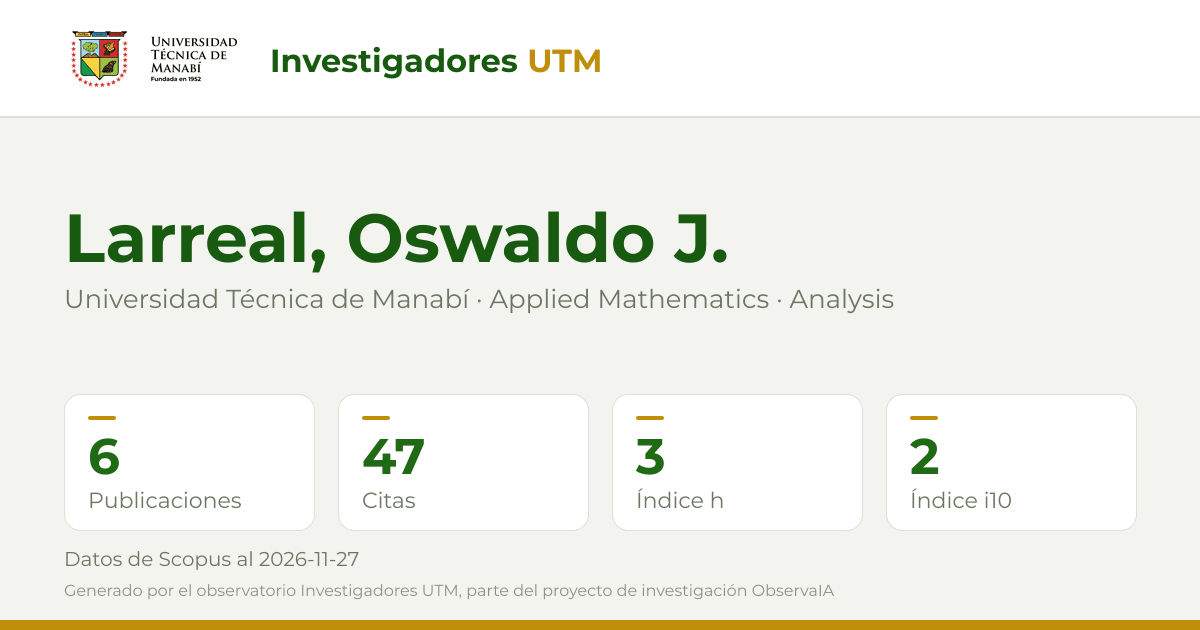 UNIVERSIDAD
TÉCNICA DE
MANABÍ
Fundada en 1952
Investigadores UTM
Larreal, Oswaldo J.
Universidad Técnica de Manabí · Applied Mathematics · Analysis
6
Publicaciones
47
Citas
3
Índice h
2
Índice i10
Datos de Scopus al 2026-11-27
Generado por el observatorio Investigadores UTM, parte del proyecto de investigación ObservaIA